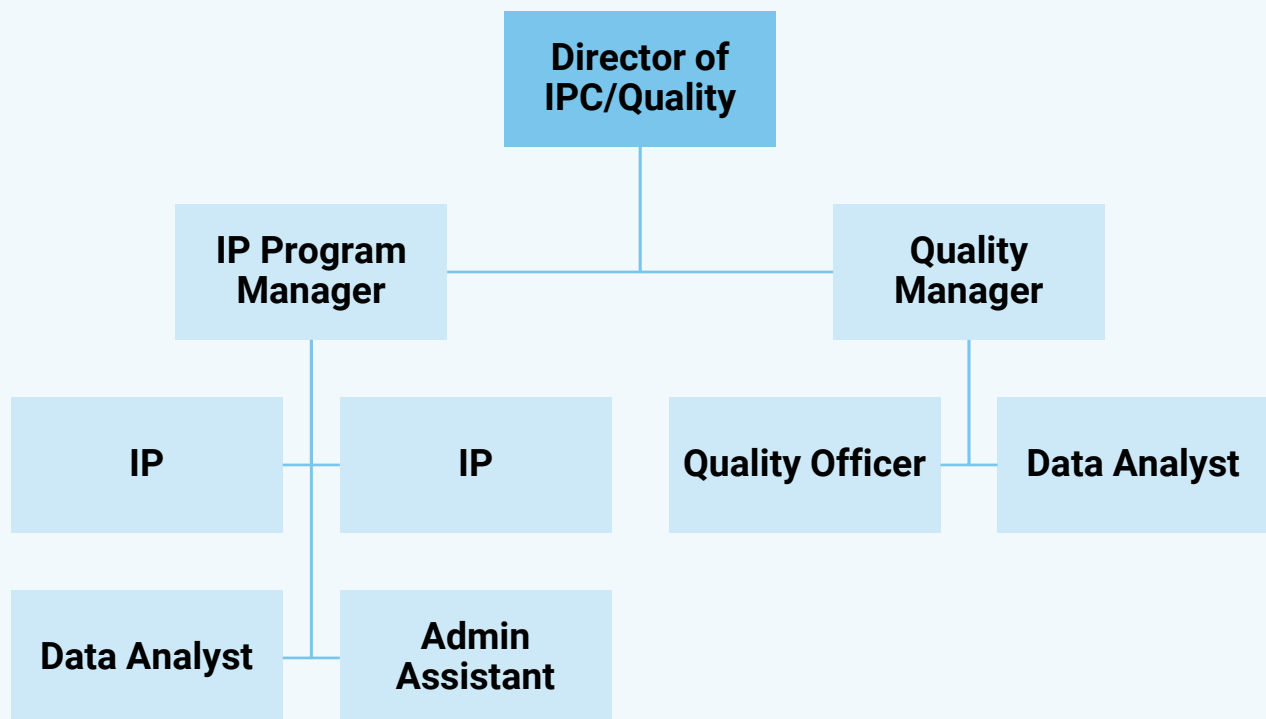 Director of
IPC/Quality
IP Program
Manager
Quality
Manager
IP
IP
Quality Officer
Data Analyst
Data Analyst
Admin
Assistant